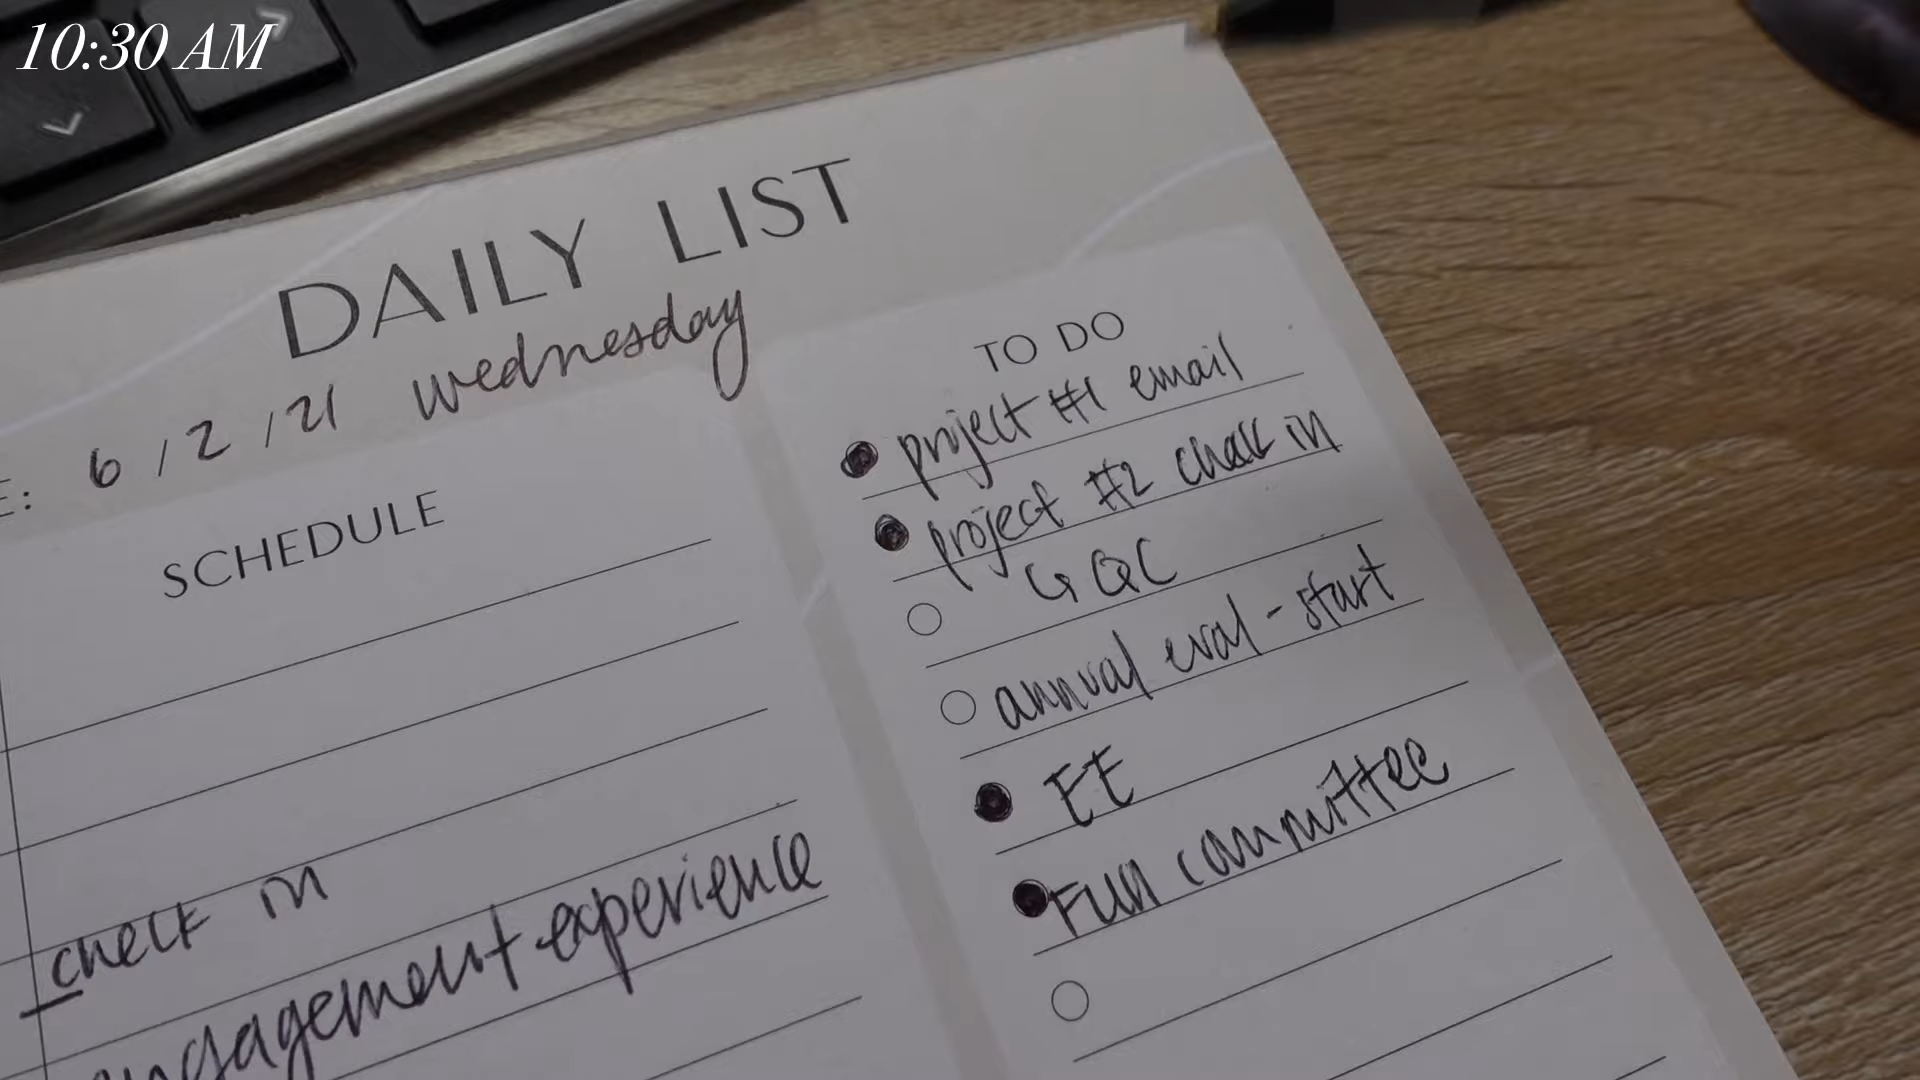 10:30 AM
DAILY LIST
E: 6/2/21 wednesday
SCHEDULE
check in
engagement experience
TO DO
project #1 email
project #2 check in
QC
annual eval - start
EE
Fun committee